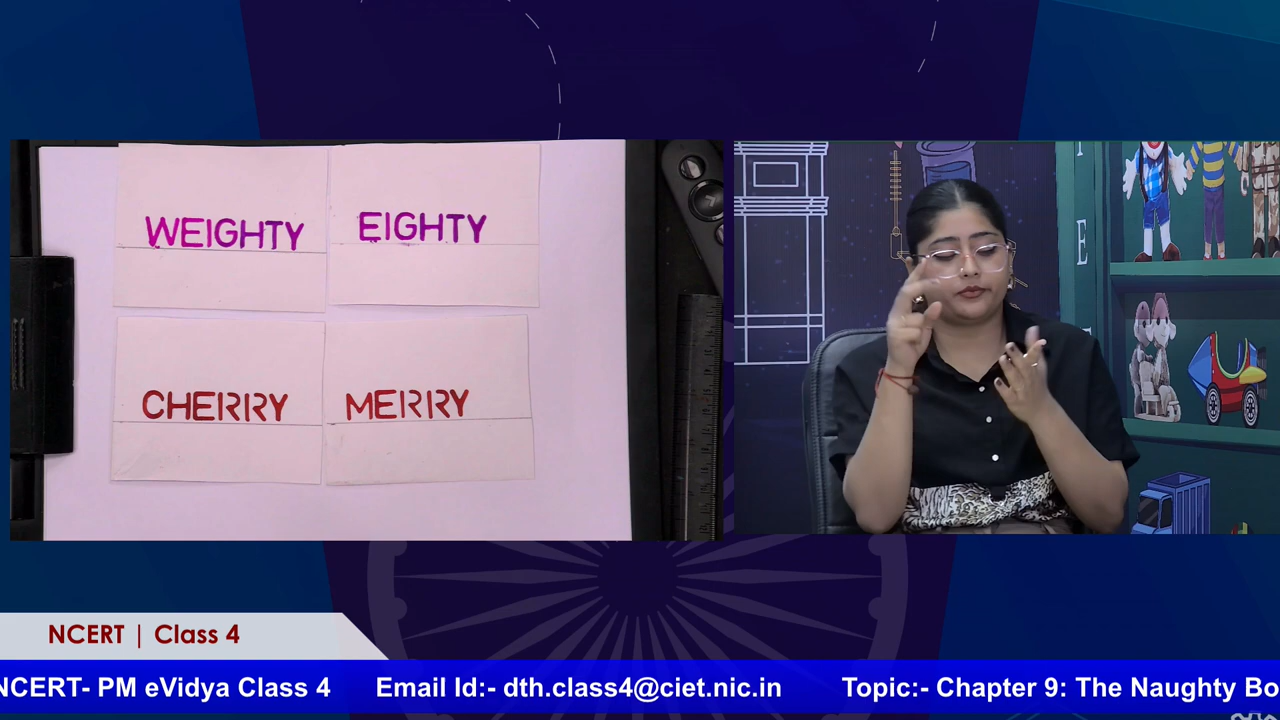 WEIGHTY EIGHTY
CHERRY MERRY
E
NCERT | Class 4
NCERT- PM eVidya Class 4 Email Id:- dth.class4@ciet.nic.in Topic:- Chapter 9: The Naughty Bo